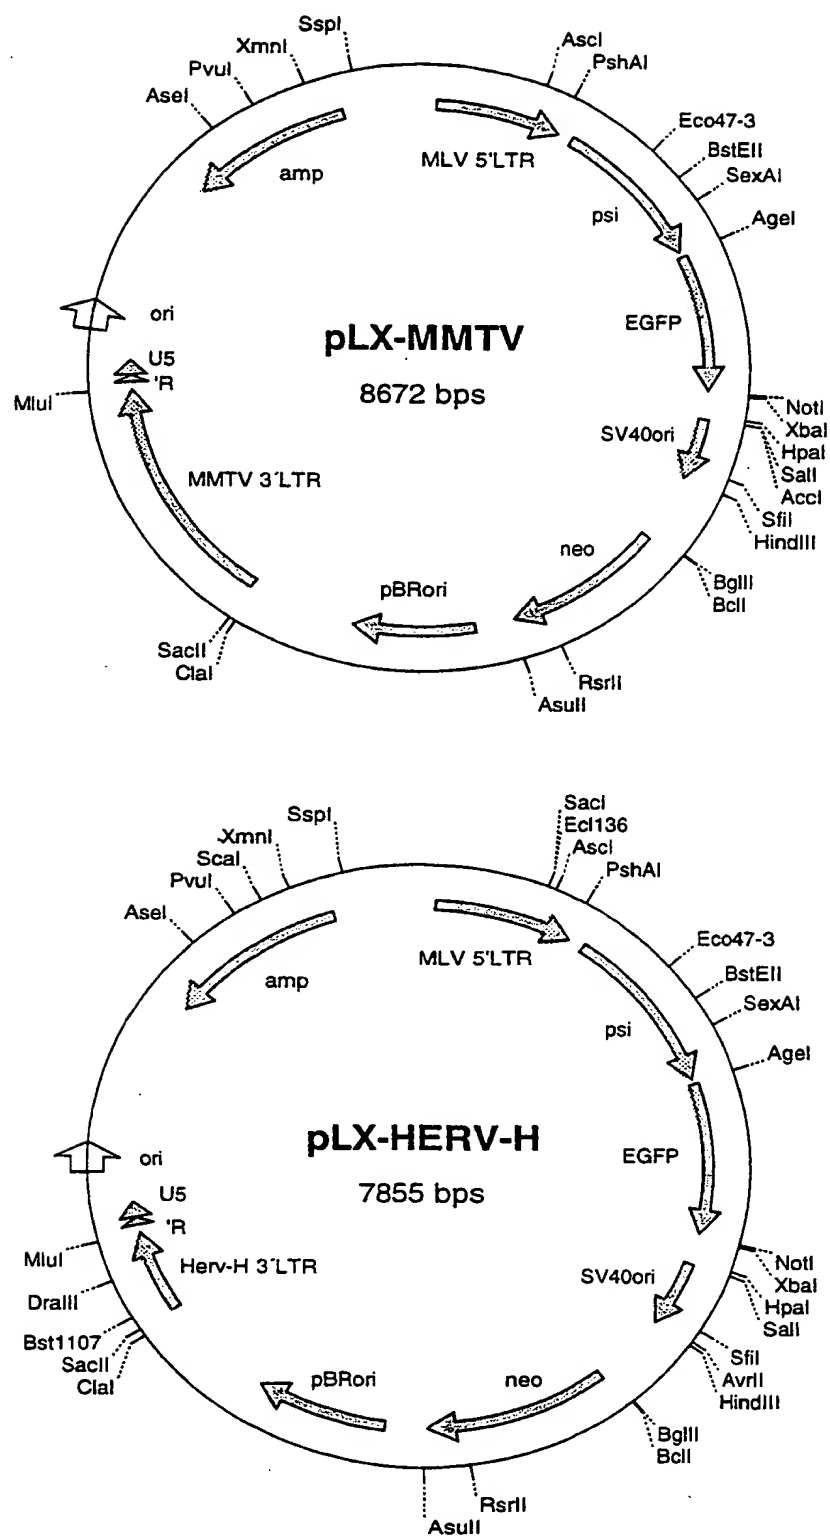 SspI
XmnI
PvuI
AseI
AscI
PshAI
Eco47-3
BstEII
SexAI
AgeI
amp
MLV 5'LTR
psi
EGFP
ori
U5
'R
MluI
pLX-MMTV
8672 bps
NotI
XbaI
HpaI
SalI
AccI
SfiI
HindIII
SV40ori
MMTV 3´LTR
neo
pBRori
BglII
BclI
SacII
ClaI
RsrII
AsuII
SacI
Ecl136
AscI
PshAI
SspI
XmnI
ScaI
PvuI
AseI
Eco47-3
BstEII
SexAI
AgeI
MLV 5'LTR
amp
psi
pLX-HERV-H
7855 bps
EGFP
ori
U5
'R
Herv-H 3´LTR
MluI
DraIII
Bst1107
SacII
ClaI
SV40ori
NotI
XbaI
HpaI
SalI
SfiI
AvrII
HindIII
pBRori
neo
BglII
BclI
RsrII
AsuII